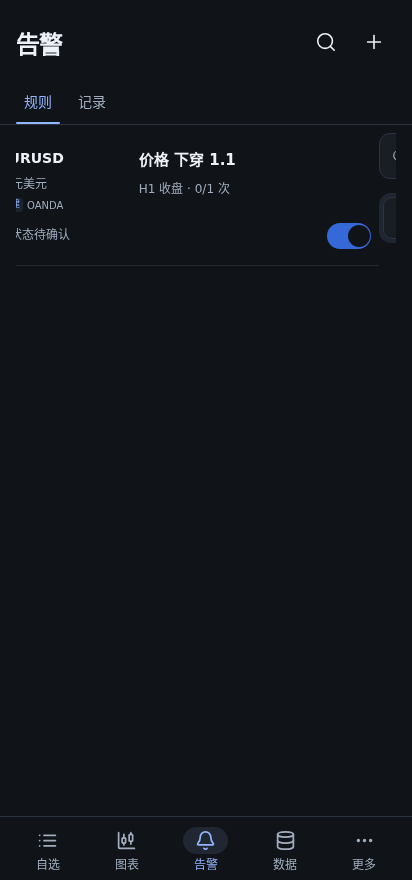 告警
规则 记录
URUSD 价格 下穿 1.1
元美元 H1 收盘 · 0/1 次
OANDA
状态待确认
自选 图表 告警 数据 更多